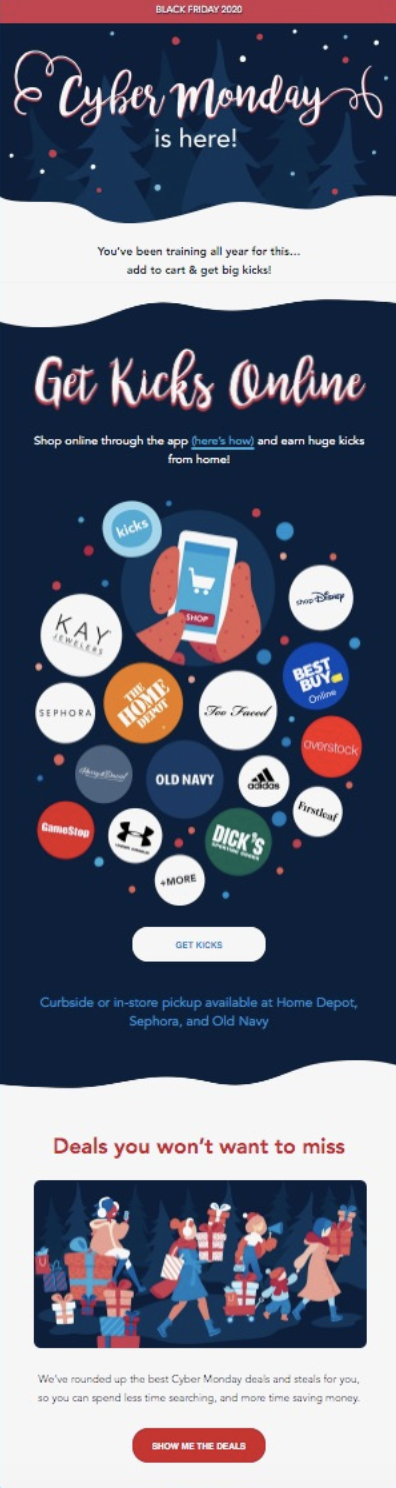 BLACK FRIDAY 2020
Cyber Monday
is here!
You've been training all year for this...
add to cart & get big kicks!
Get Kicks Online
Shop online through the app (here's how) and earn huge kicks
from home!
kicks
SHOP
shopDisney
KAY
JEWELERS
BEST
BUY
Online
THE
HOME
DEPOT
SEPHORA
Too Faced
overstock
Harry & David
OLD NAVY
adidas
Firstleaf
GameStop
UNDER ARMOUR
DICK'S
SPORTING GOODS
+MORE
GET KICKS
Curbside or in-store pickup available at Home Depot,
Sephora, and Old Navy
Deals you won't want to miss
We've rounded up the best Cyber Monday deals and steals for you,
so you can spend less time searching, and more time saving money.
SHOW ME THE DEALS